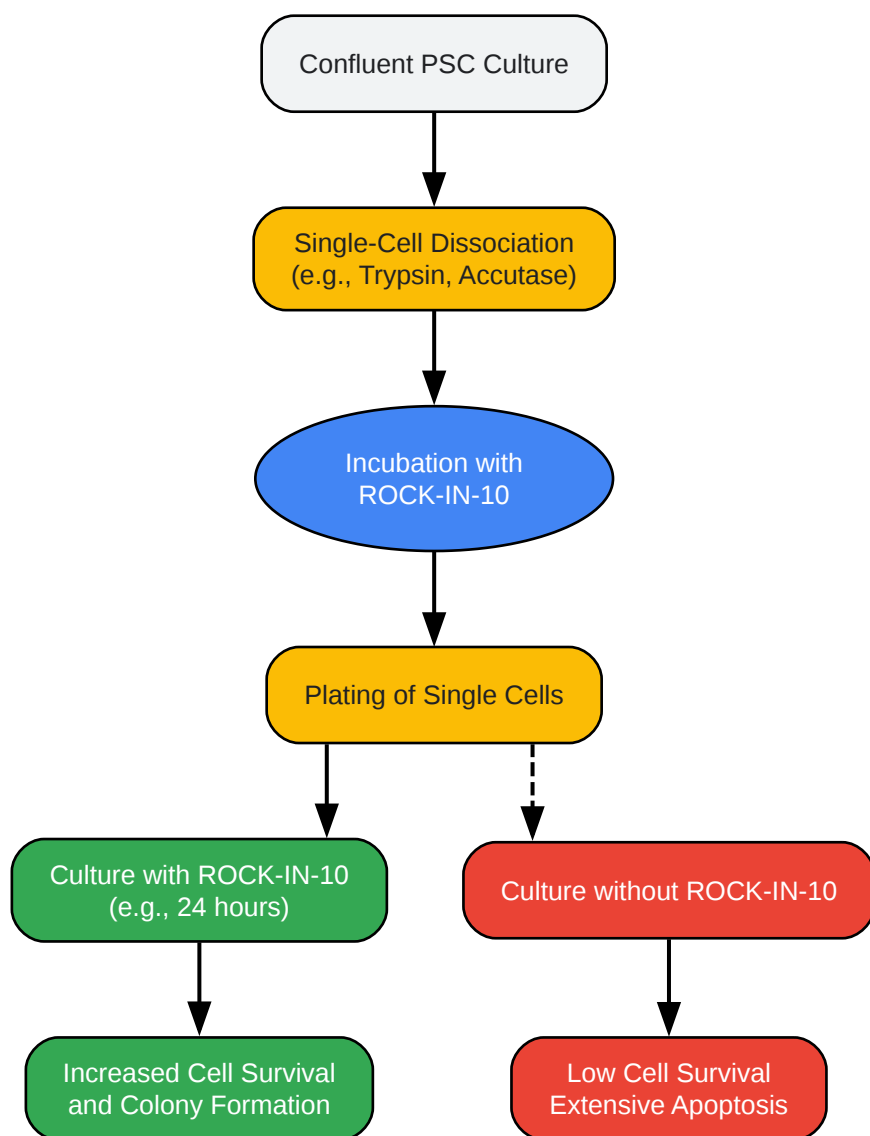 Confluent PSC Culture
Single-Cell Dissociation
(e.g., Trypsin, Accutase)
Incubation with
ROCK-IN-10
Plating of Single Cells
Culture with ROCK-IN-10
(e.g., 24 hours)
Culture without ROCK-IN-10
Increased Cell Survival
and Colony Formation
Low Cell Survival
Extensive Apoptosis